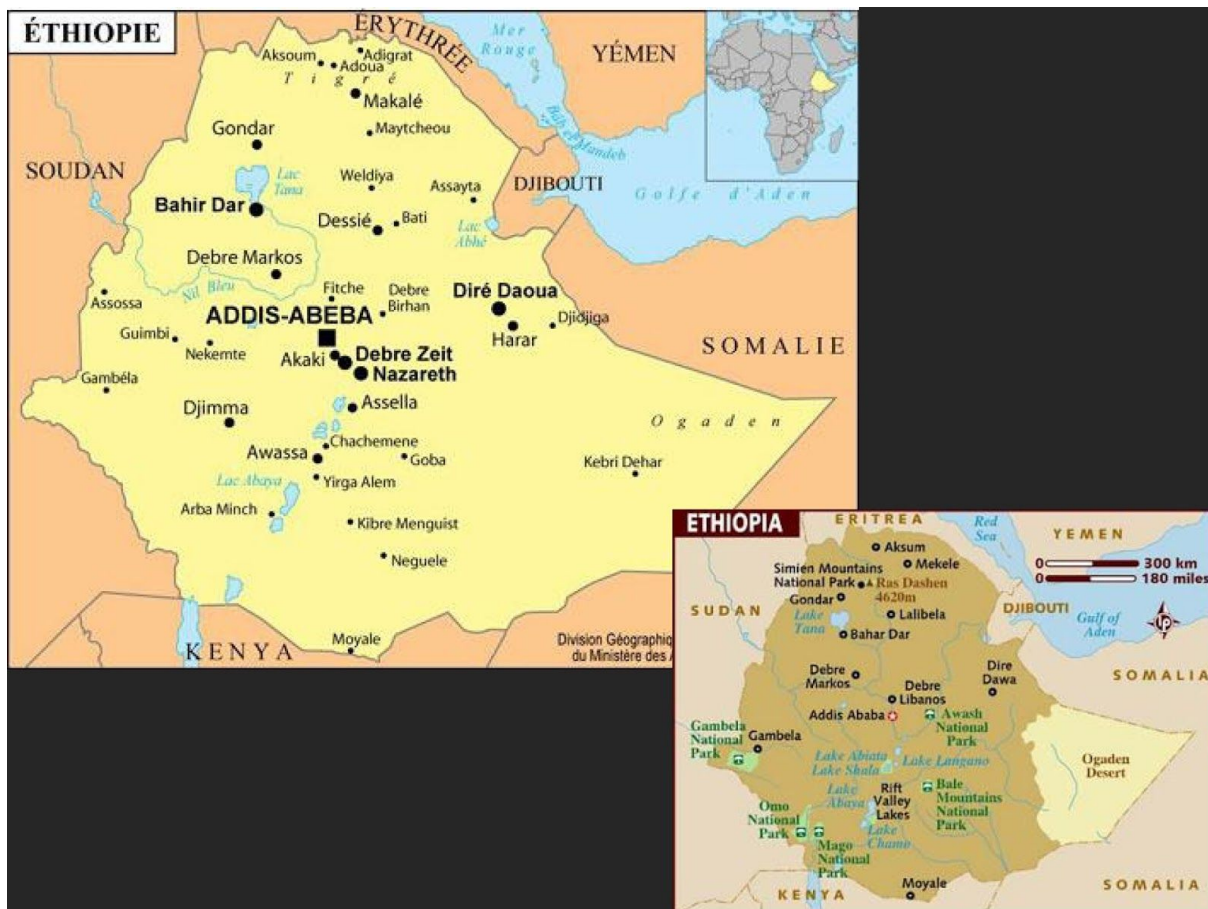 ÉTHIOPIE
ÉRYTHRÉE
Mer
Rouge
YÉMEN
Aksoum
Adigrat
Adoua
Tigré
Makalé
Maytcheou
Gondar
Bâb el Mandeb
SOUDAN
Lac
Tana
Weldiya
Assayta
DJIBOUTI
Golfe d'Aden
Bahir Dar
Dessié
Bati
Lac
Abhé
Debre Markos
Nil Bleu
Assossa
Fitche
Debre
Birhan
Diré Daoua
ADDIS-ABEBA
Guimbi
Nekemte
Harar
Djidjiga
SOMALIE
Akaki
Debre Zeit
Nazareth
Gambéla
Djimma
Assella
Ogaden
Chachemene
Awassa
Goba
Kebri Dehar
Lac Abaya
Yirga Alem
Arba Minch
Kibre Menguist
Neguele
KENYA
Moyale
Division Géographiq
du Ministère des A
ETHIOPIA
ERITREA
Red
Sea
YEMEN
Aksum
Mekele
0 300 km
0 180 miles
Simien Mountains
National Park
Ras Dashen
4620m
SUDAN
Gondar
Lalibela
DJIBOUTI
Gulf of
Aden
LP
Lake
Tana
Bahar Dar
SOMALIA
Debre
Markos
Dire
Dawa
Debre
Libanos
Addis Ababa
Awash
National
Park
Gambela
National
Park
Gambela
Lake Abiata
Lake Shala
Lake Langano
Ogaden
Desert
Lake
Abaya
Rift
Valley
Lakes
Bale
Mountains
National
Park
Omo
National
Park
Lake
Chamo
Mago
National
Park
KENYA
Moyale
SOMALIA